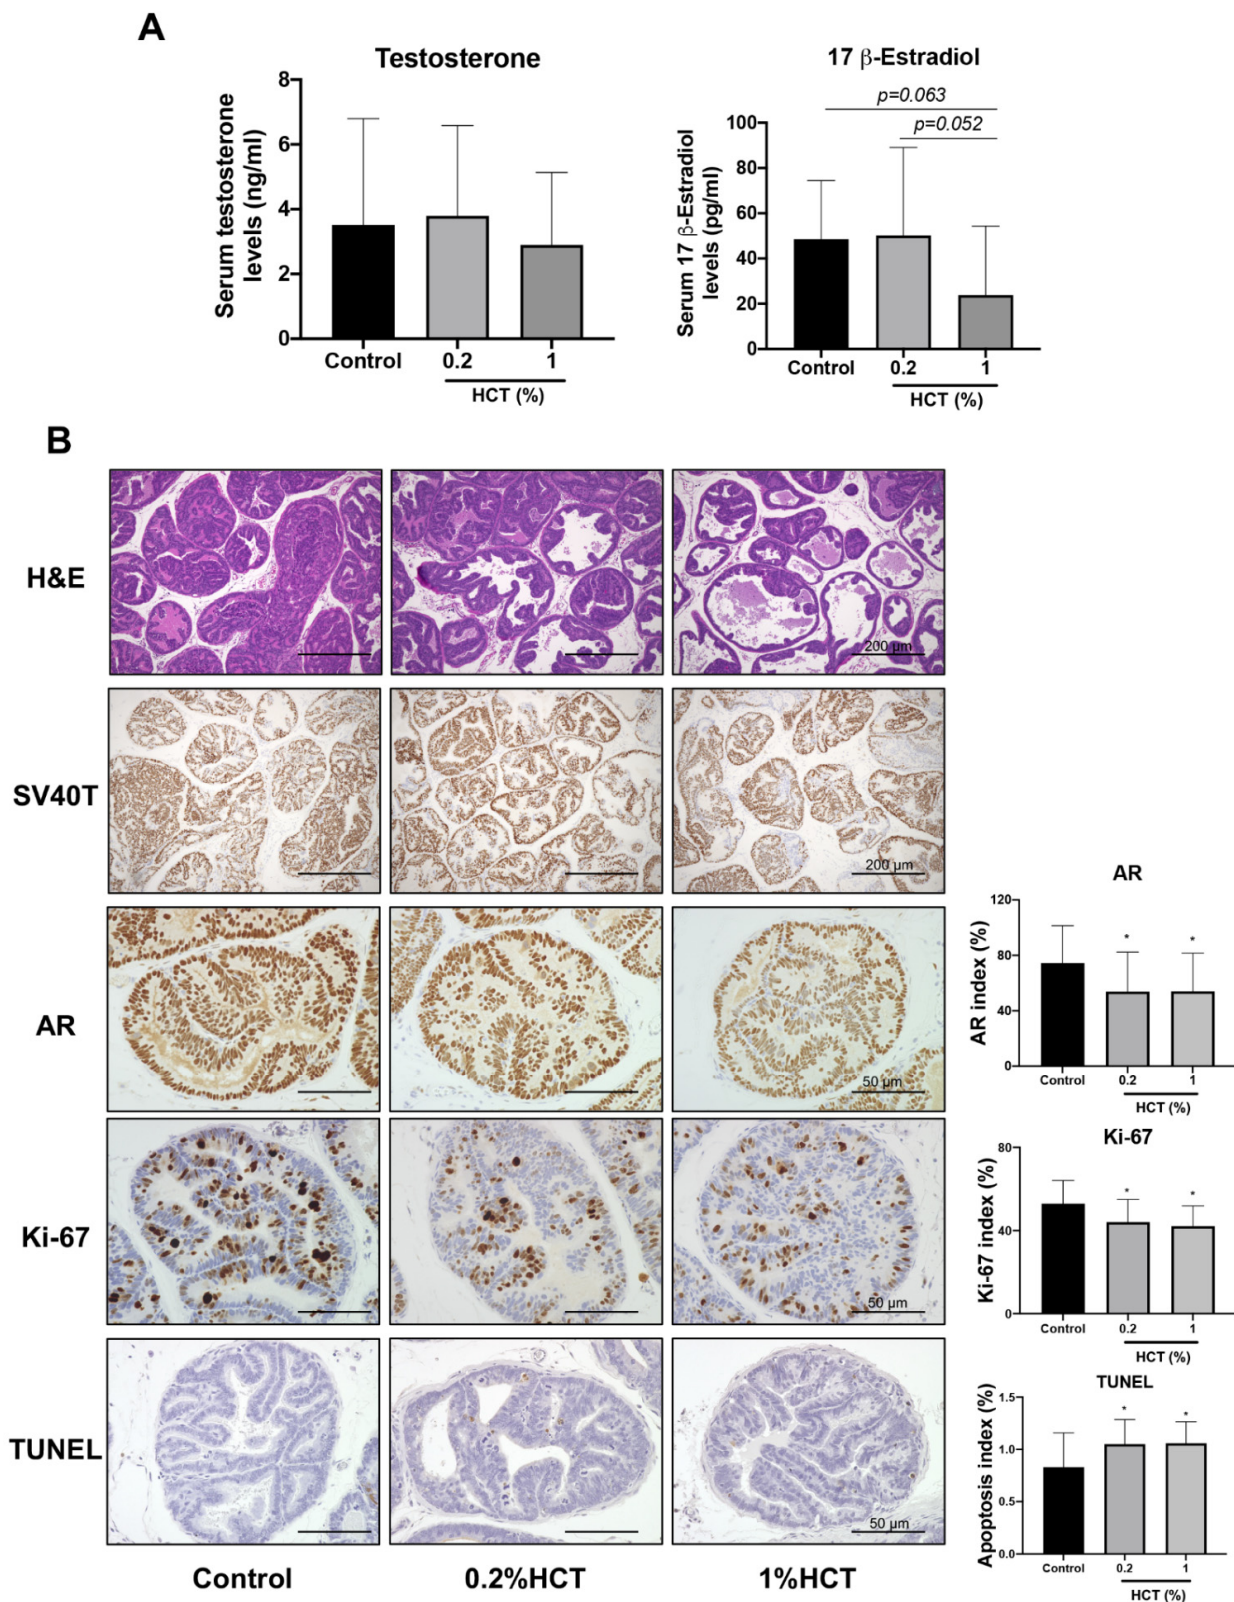 A
Testosterone
Serum testosterone
levels (ng/ml)
8
6
4
2
0
Control
0.2
1
HCT (%)
17 β-Estradiol
p=0.063
p=0.052
Serum 17 β-Estradiol
levels (pg/ml)
100
80
60
40
20
0
Control
0.2
1
HCT (%)
B
H&E
200 µm
SV40T
200 µm
AR
50 µm
AR
AR index (%)
120
80
40
0
*
*
Control
0.2
1
HCT (%)
Ki-67
50 µm
Ki-67
Ki-67 index (%)
80
40
0
*
*
Control
0.2
1
HCT (%)
TUNEL
50 µm
TUNEL
Apoptosis index (%)
1.5
1.0
0.5
0.0
*
*
Control
0.2
1
HCT (%)
Control
0.2%HCT
1%HCT